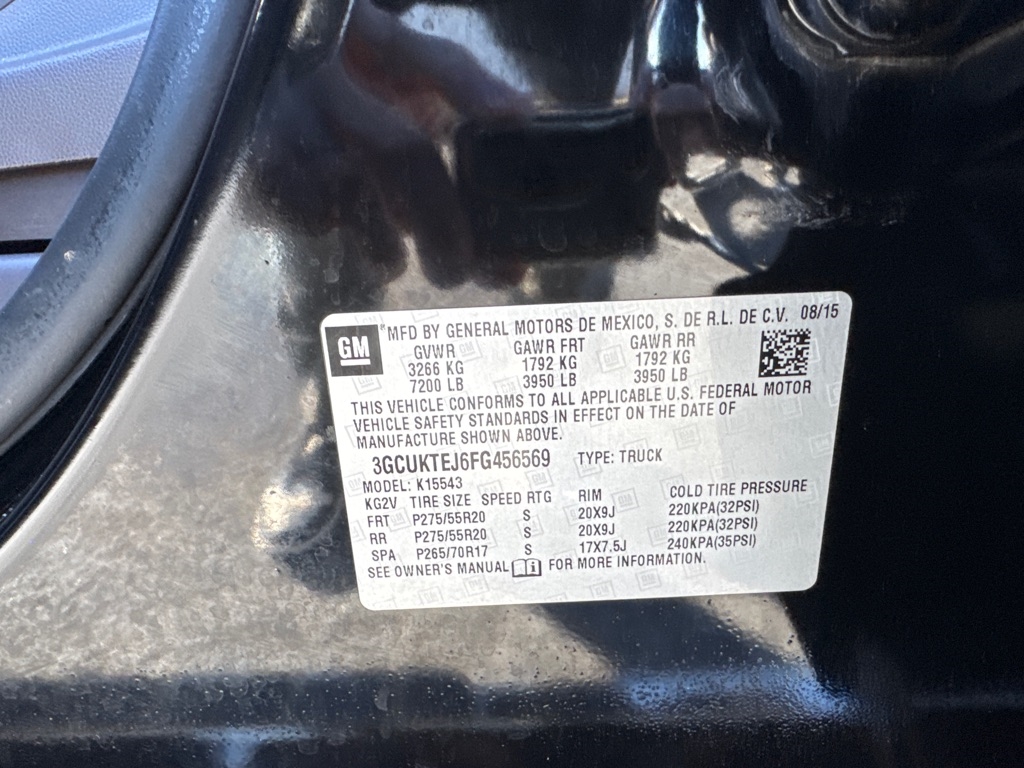 GM
MFD BY GENERAL MOTORS DE MEXICO, S. DE R.L. DE C.V. 08/15
GVWR GAWR FRT GAWR RR
3266 KG 1792 KG 1792 KG
7200 LB 3950 LB 3950 LB
THIS VEHICLE CONFORMS TO ALL APPLICABLE U.S. FEDERAL MOTOR
VEHICLE SAFETY STANDARDS IN EFFECT ON THE DATE OF
MANUFACTURE SHOWN ABOVE.
3GCUKTEJ6FG456569 TYPE: TRUCK
MODEL: K15543
KG2V TIRE SIZE SPEED RTG RIM COLD TIRE PRESSURE
FRT P275/55R20 S 20X9J 220KPA(32PSI)
RR P275/55R20 S 20X9J 220KPA(32PSI)
SPA P265/70R17 S 17X7.5J 240KPA(35PSI)
SEE OWNER'S MANUAL i FOR MORE INFORMATION.